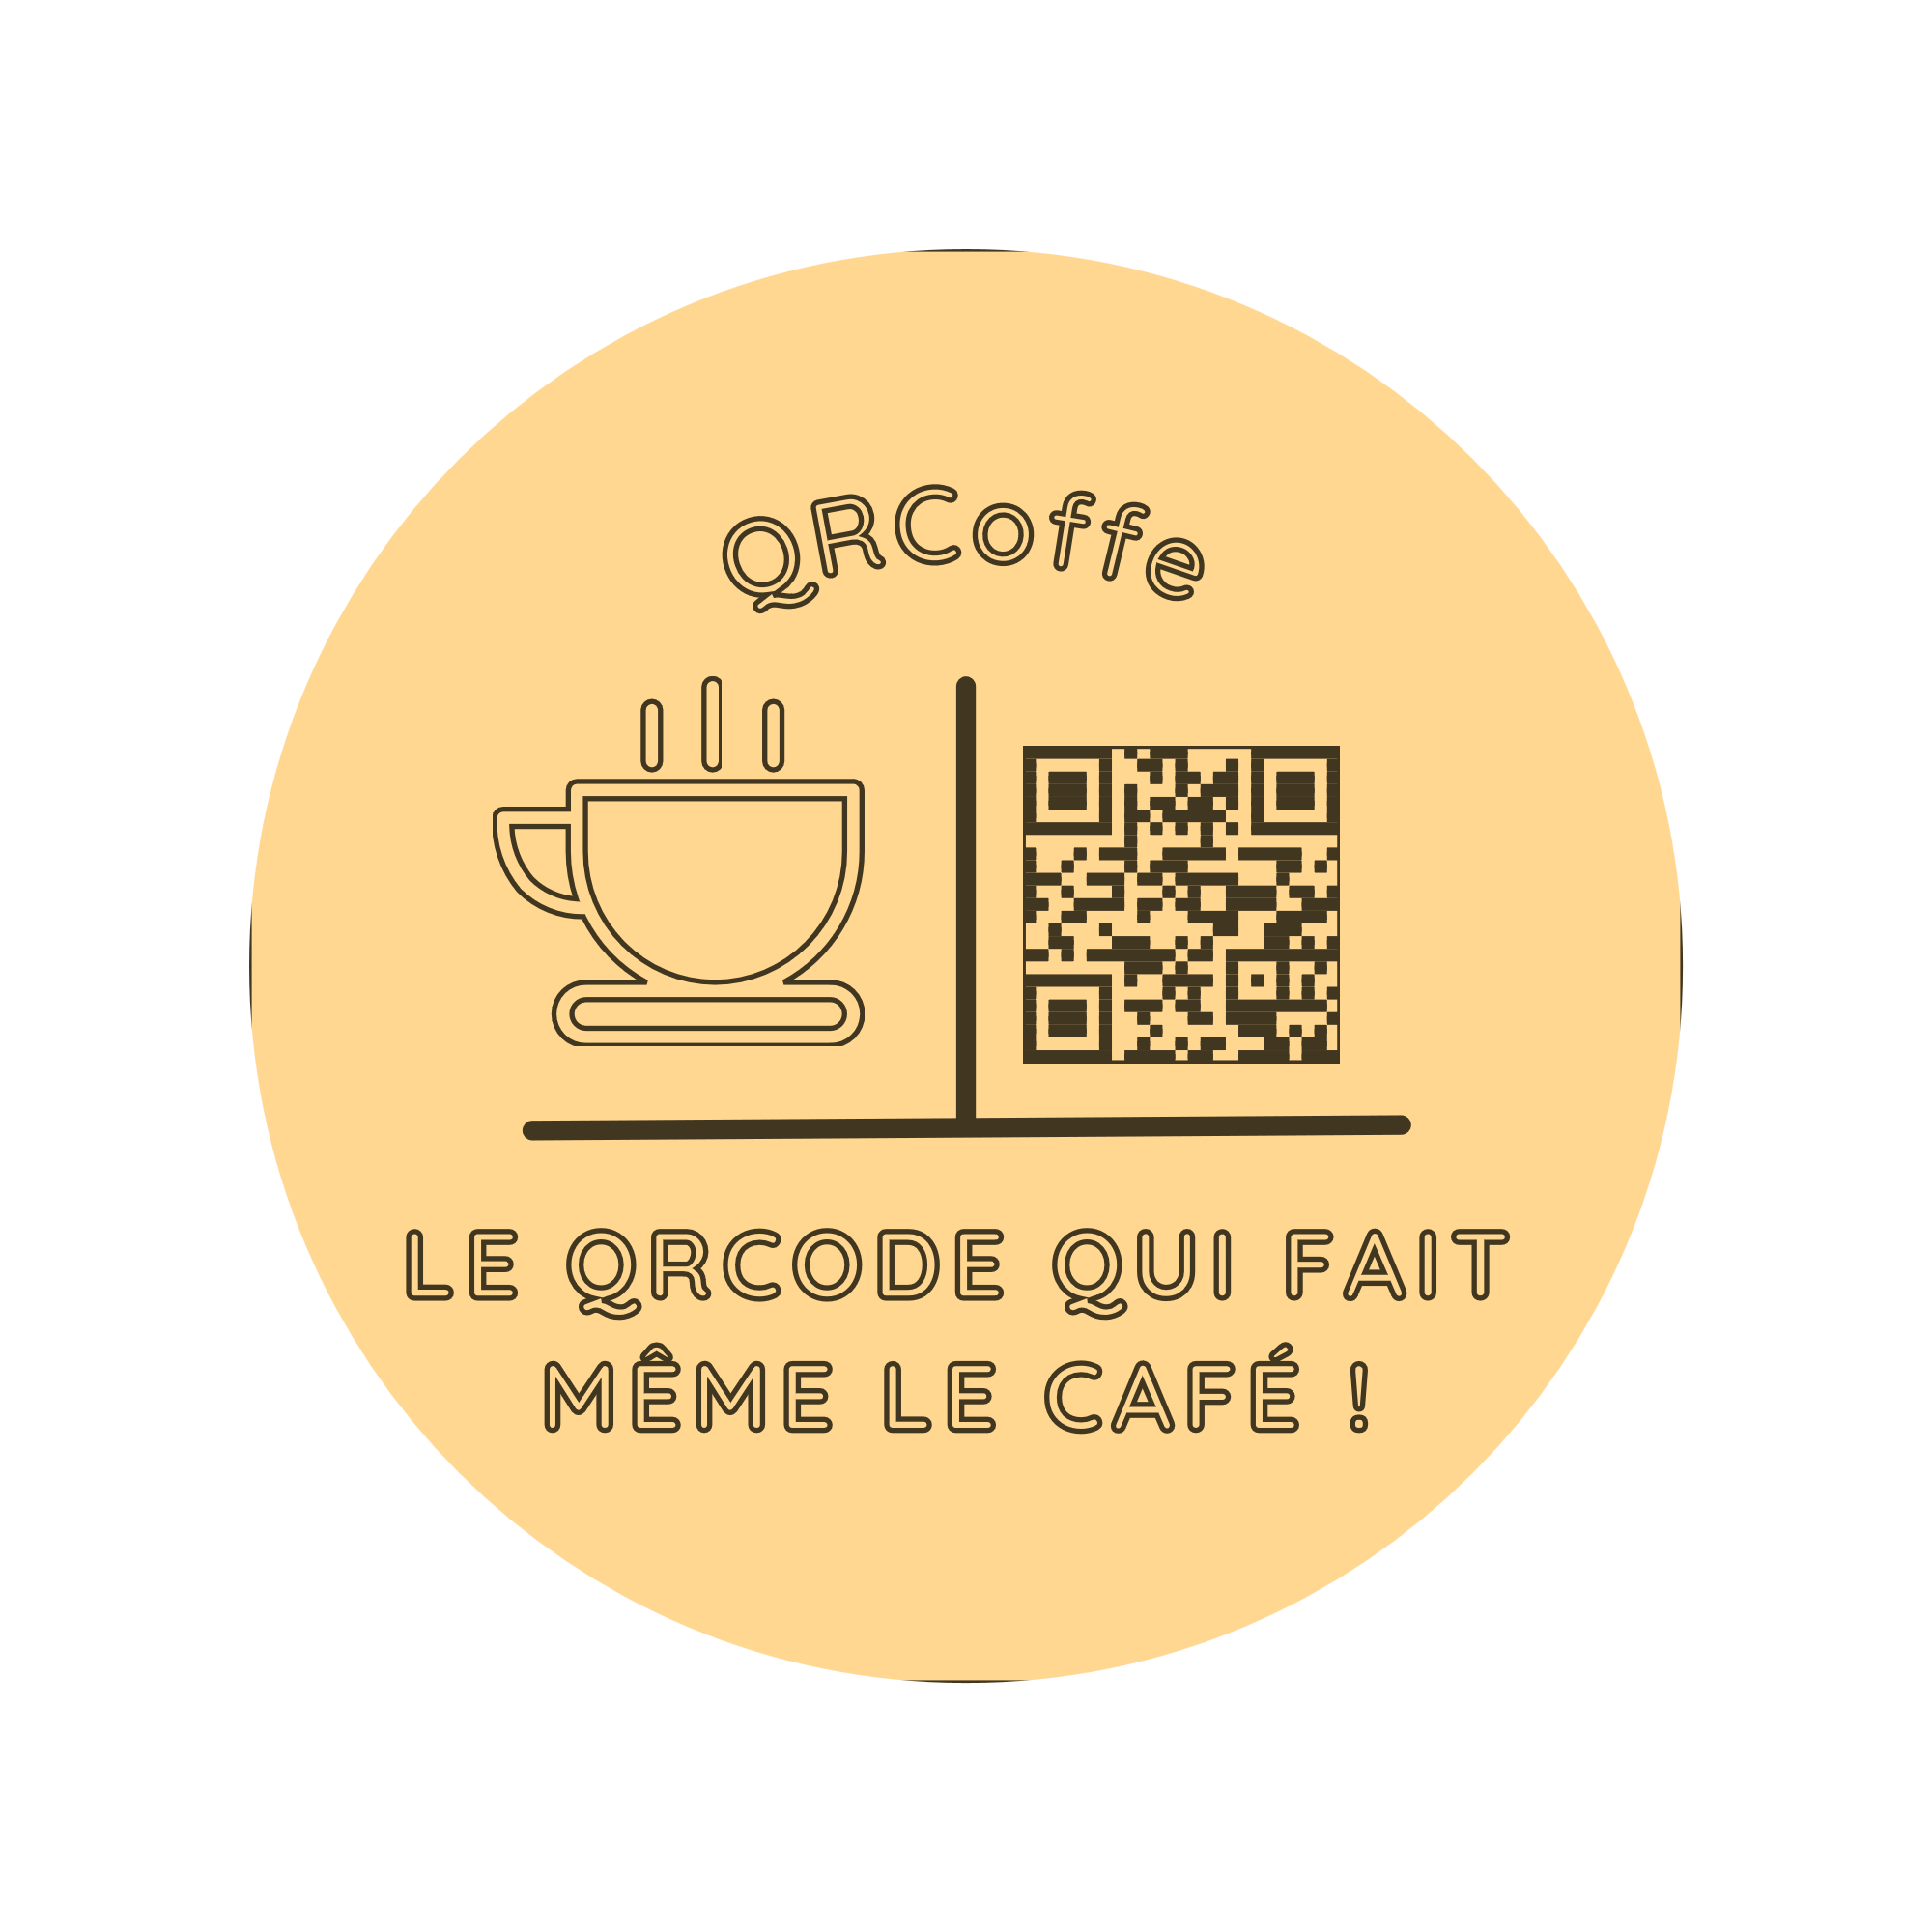 QRCoffe
LE QRCODE QUI FAIT
MÊME LE CAFÉ !